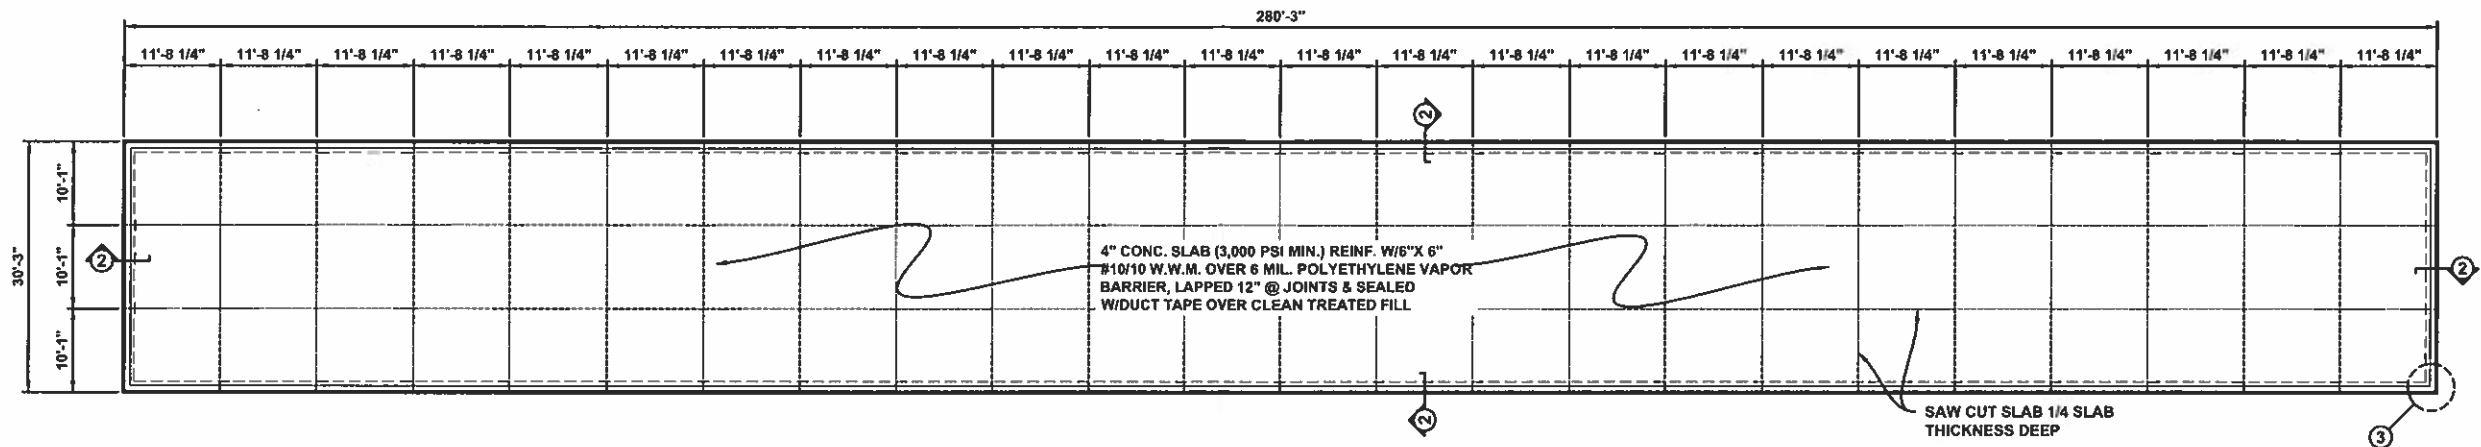 280'-3"
11'-8 1/4" 11'-8 1/4" 11'-8 1/4" 11'-8 1/4" 11'-8 1/4" 11'-8 1/4" 11'-8 1/4" 11'-8 1/4" 11'-8 1/4" 11'-8 1/4" 11'-8 1/4" 11'-8 1/4" 11'-8 1/4" 11'-8 1/4" 11'-8 1/4" 11'-8 1/4" 11'-8 1/4" 11'-8 1/4" 11'-8 1/4" 11'-8 1/4" 11'-8 1/4" 11'-8 1/4" 11'-8 1/4" 11'-8 1/4"
2
30'-3"
10'-1"
10'-1"
10'-1"
2
4" CONC. SLAB (3,000 PSI MIN.) REINF. W/6"X 6"
#10/10 W.W.M. OVER 6 MIL. POLYETHYLENE VAPOR
BARRIER, LAPPED 12" @ JOINTS & SEALED
W/DUCT TAPE OVER CLEAN TREATED FILL
2
2
SAW CUT SLAB 1/4 SLAB
THICKNESS DEEP
3